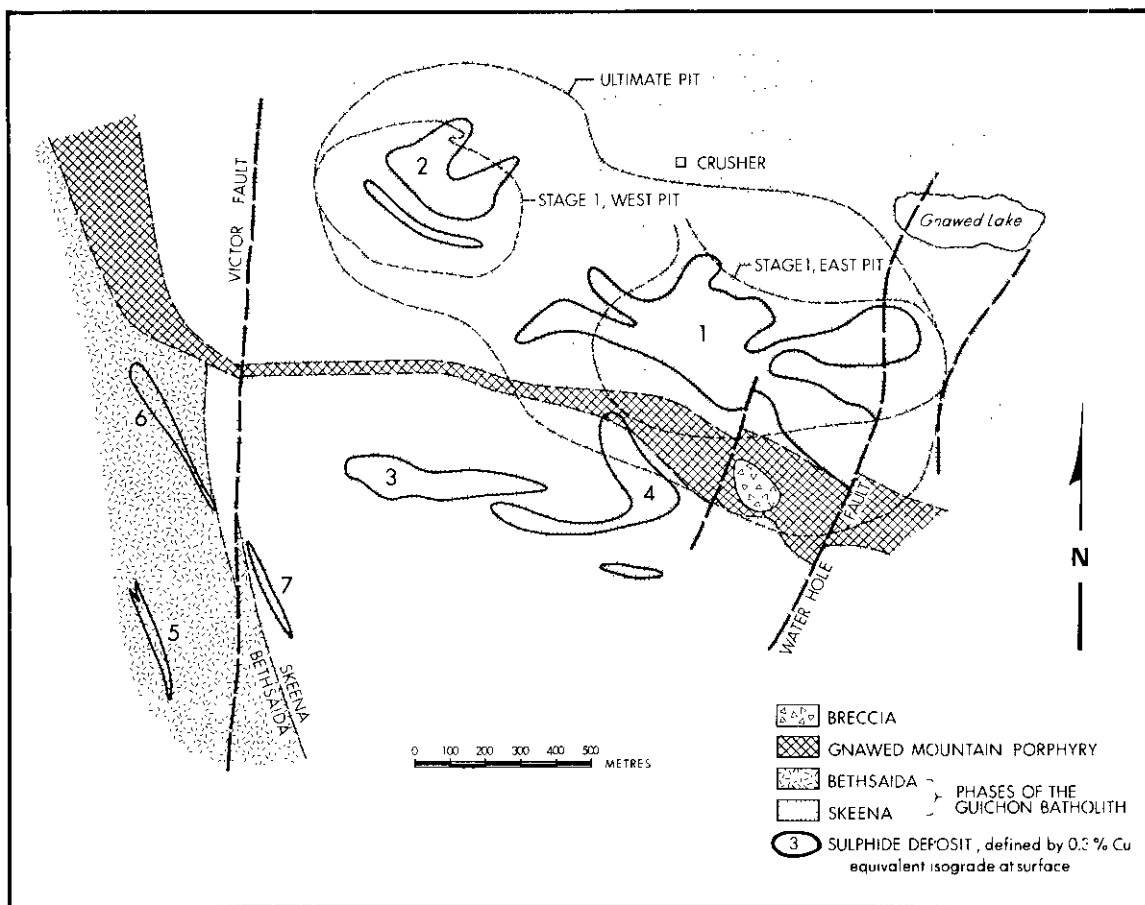 ULTIMATE PIT
CRUSHER
2
STAGE 1, WEST PIT
Gnawed Lake
VICTOR FAULT
STAGE 1, EAST PIT
1
6
3
4
WATER HOLE FAULT
7
5
SKEENA
BETHSAIDA
N
0 100 200 300 400 500
METRES
BRECCIA
GNAWED MOUNTAIN PORPHYRY
BETHSAIDA
SKEENA
PHASES OF THE
GUICHON BATHOLITH
3 SULPHIDE DEPOSIT, defined by 0.3 % Cu
equivalent isograde at surface